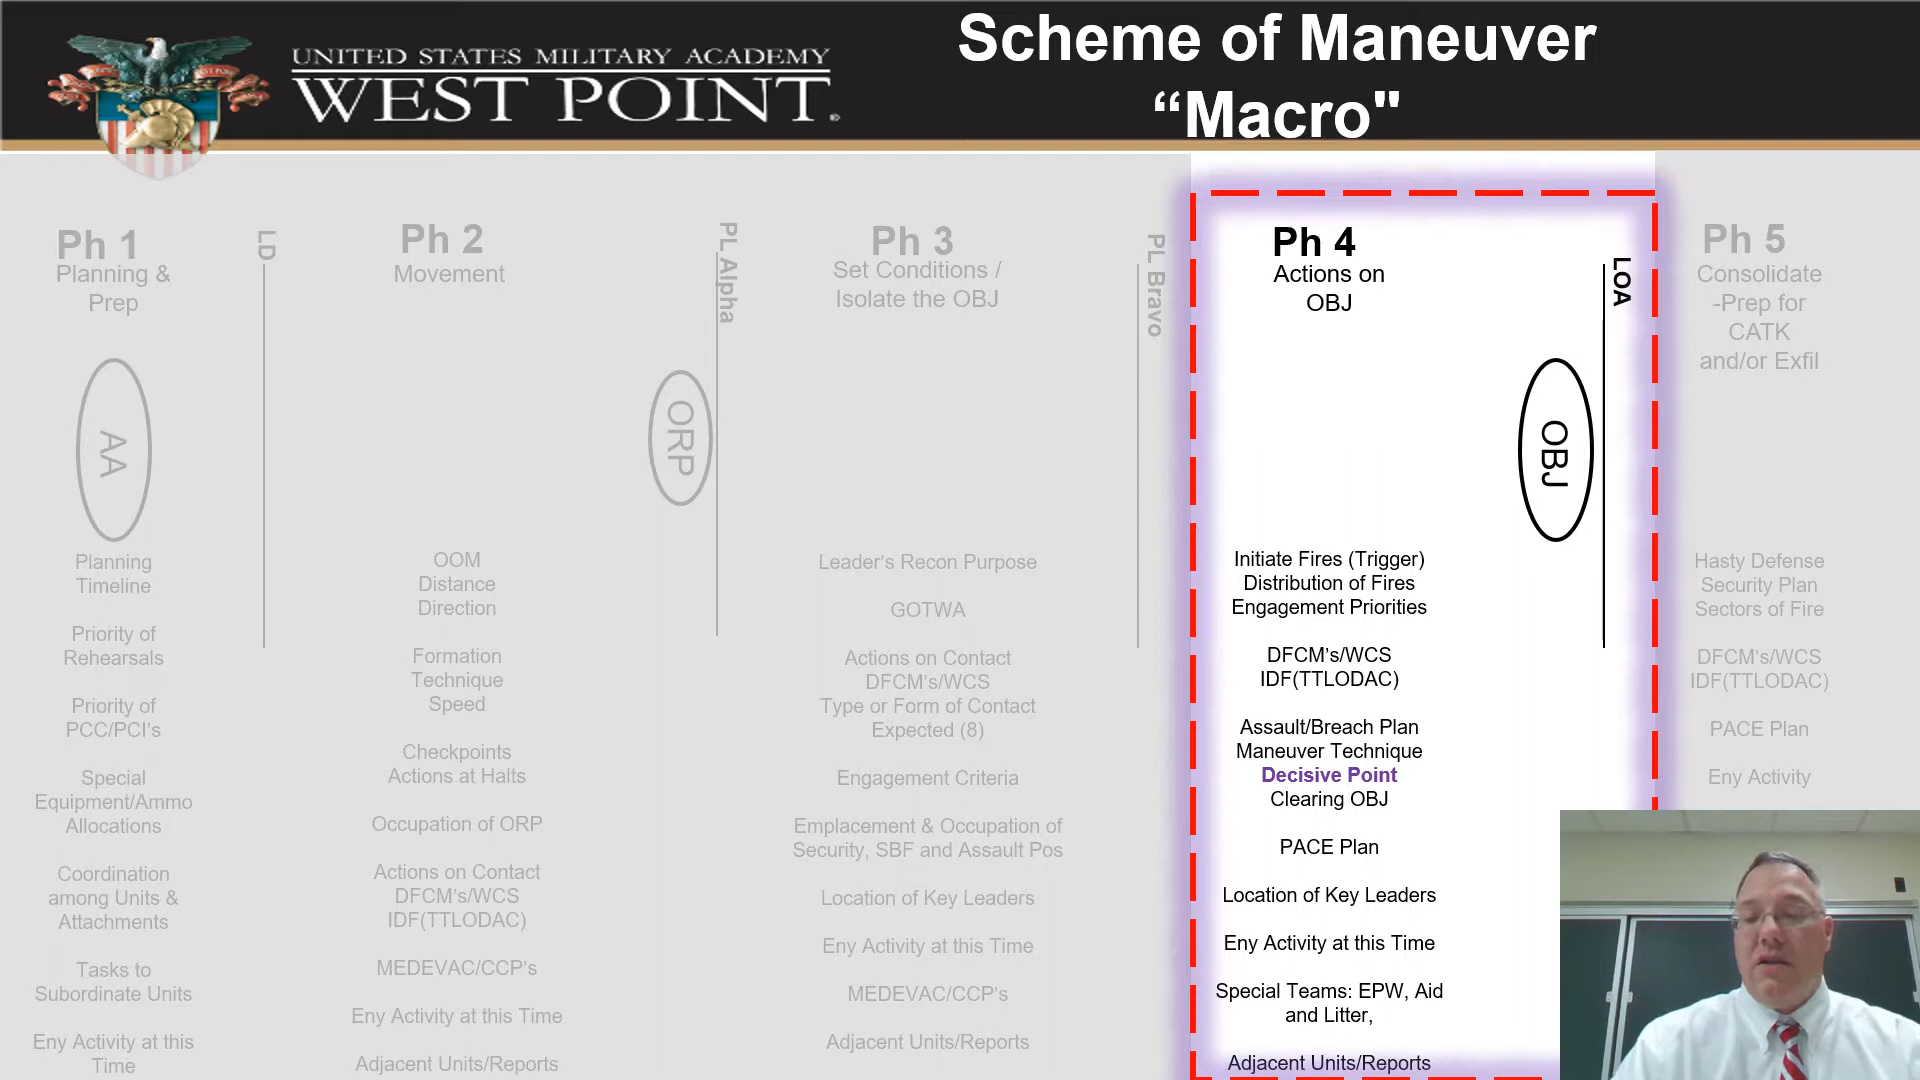 UNITED STATES MILITARY ACADEMY
WEST POINT
Scheme of Maneuver
“Macro"
Ph 1
Planning &
Prep
AA
Planning
Timeline
Priority of
Rehearsals
Priority of
PCC/PCI's
Special
Equipment/Ammo
Allocations
Coordination
among Units &
Attachments
Tasks to
Subordinate Units
Eny Activity at this
Time
LD
Ph 2
Movement
ORP
OOM
Distance
Direction
Formation
Technique
Speed
Checkpoints
Actions at Halts
Occupation of ORP
Actions on Contact
DFCM's/WCS
IDF(TTLODAC)
MEDEVAC/CCP's
Eny Activity at this Time
Adjacent Units/Reports
PL Alpha
Ph 3
Set Conditions /
Isolate the OBJ
Leader's Recon Purpose
GOTWA
Actions on Contact
DFCM's/WCS
Type or Form of Contact
Expected (8)
Engagement Criteria
Emplacement & Occupation of
Security, SBF and Assault Pos
Location of Key Leaders
Eny Activity at this Time
MEDEVAC/CCP's
Adjacent Units/Reports
PL Bravo
Ph 4
Actions on
OBJ
OBJ
Initiate Fires (Trigger)
Distribution of Fires
Engagement Priorities
DFCM's/WCS
IDF(TTLODAC)
Assault/Breach Plan
Maneuver Technique
Decisive Point
Clearing OBJ
PACE Plan
Location of Key Leaders
Eny Activity at this Time
Special Teams: EPW, Aid
and Litter,
Adjacent Units/Reports
LOA
Ph 5
Consolidate
-Prep for
CATK
and/or Exfil
Hasty Defense
Security Plan
Sectors of Fire
DFCM's/WCS
IDF(TTLODAC)
PACE Plan
Eny Activity